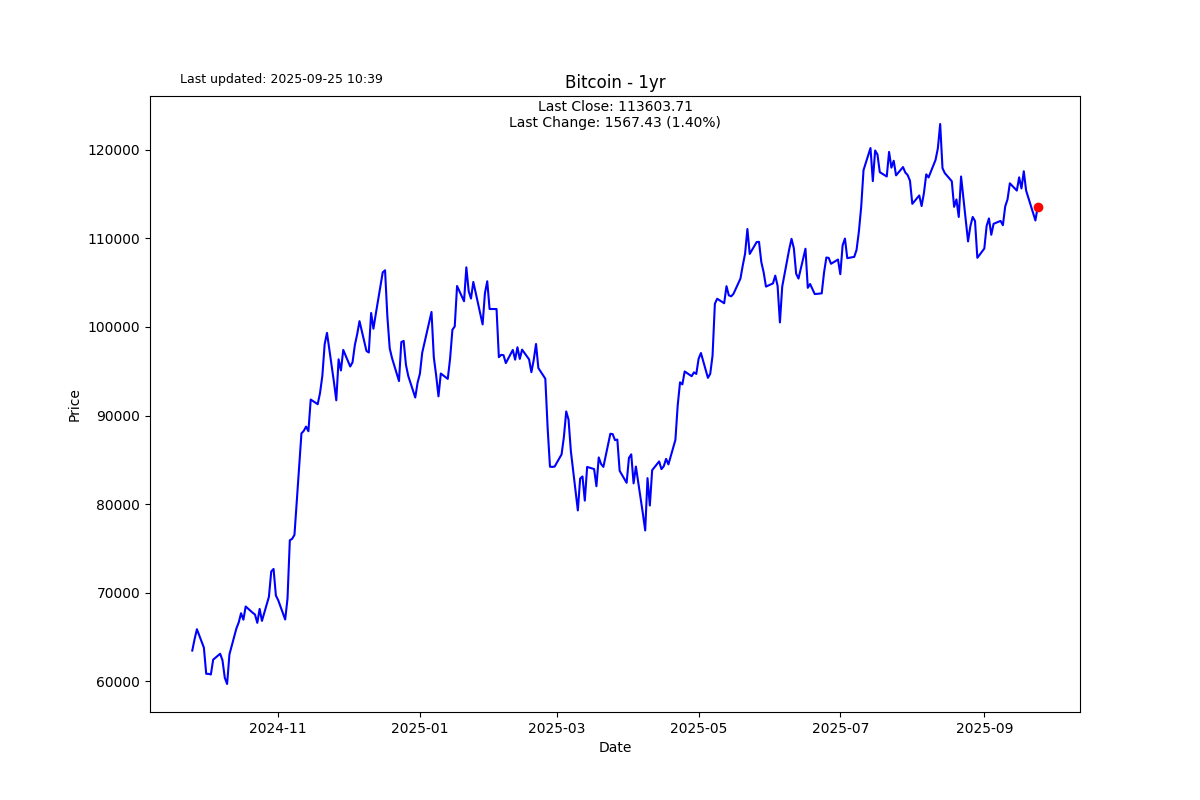 Last updated: 2025-09-25 10:39
Bitcoin - 1yr
Last Close: 113603.71
Last Change: 1567.43 (1.40%)
120000
110000
100000
90000
80000
70000
60000
Price
2024-11
2025-01
2025-03
2025-05
2025-07
2025-09
Date